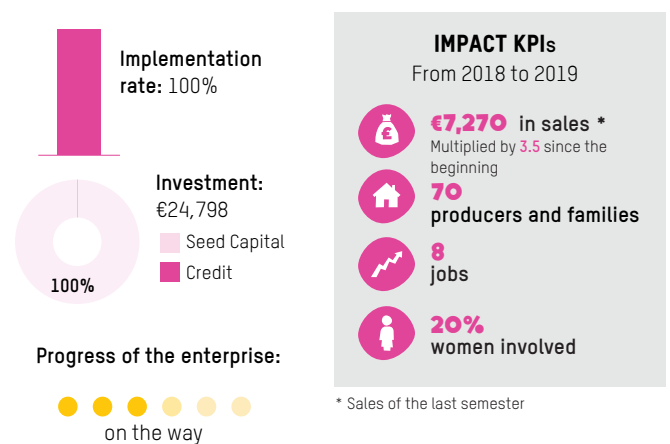 Implementation
rate: 100%
Investment:
€24,798
Seed Capital
Credit
100%
Progress of the enterprise:
on the way
IMPACT KPIs
From 2018 to 2019
£
€7,270 in sales *
Multiplied by 3.5 since the
beginning
70
producers and families
8
jobs
20%
women involved
* Sales of the last semester